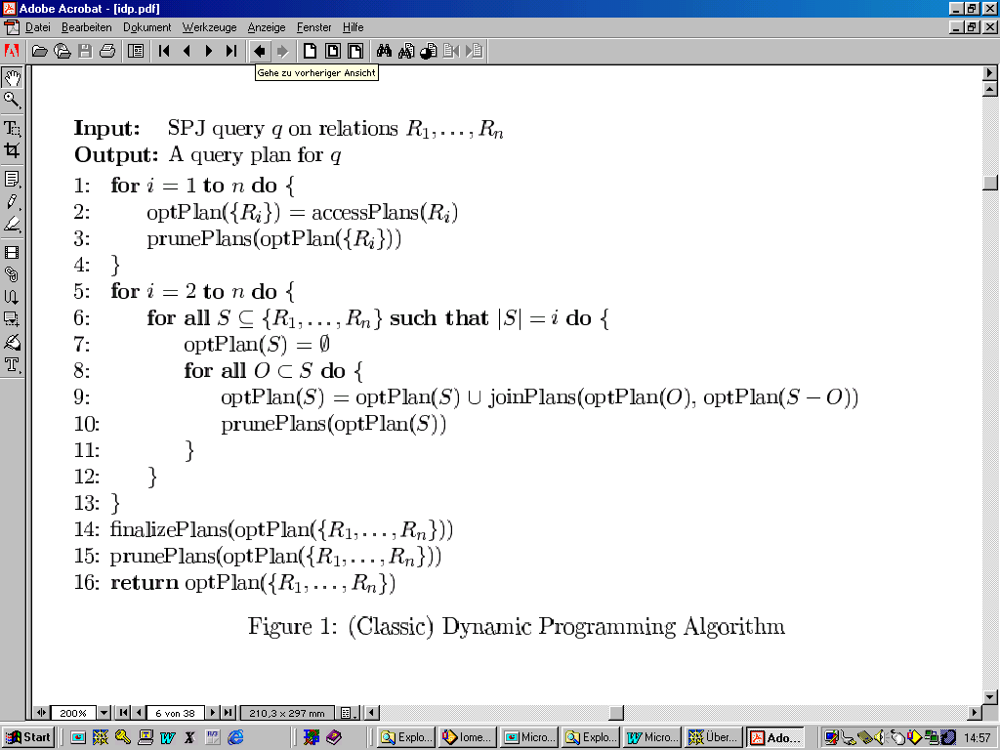 Adobe Acrobat - [idp.pdf]
Datei Bearbeiten Dokument Werkzeuge Anzeige Fenster Hilfe
Gehe zu vorheriger Ansicht
Input: SPJ query q on relations R₁,…,Rₙ
Output: A query plan for q
1: for i = 1 to n do {
2: optPlan({Rᵢ}) = accessPlans(Rᵢ)
3: prunePlans(optPlan({Rᵢ}))
4: }
5: for i = 2 to n do {
6: for all S ⊆ {R₁,…,Rₙ} such that |S| = i do {
7: optPlan(S) = ∅
8: for all O ⊂ S do {
9: optPlan(S) = optPlan(S) ∪ joinPlans(optPlan(O), optPlan(S − O))
10: prunePlans(optPlan(S))
11: }
12: }
13: }
14: finalizePlans(optPlan({R₁,…,Rₙ}))
15: prunePlans(optPlan({R₁,…,Rₙ}))
16: return optPlan({R₁,…,Rₙ})
Figure 1: (Classic) Dynamic Programming Algorithm
200% 6 von 38 210,3 x 297 mm
Start Explo... Iome... Micro... Explo... Micro... Über... Ado... 14:57